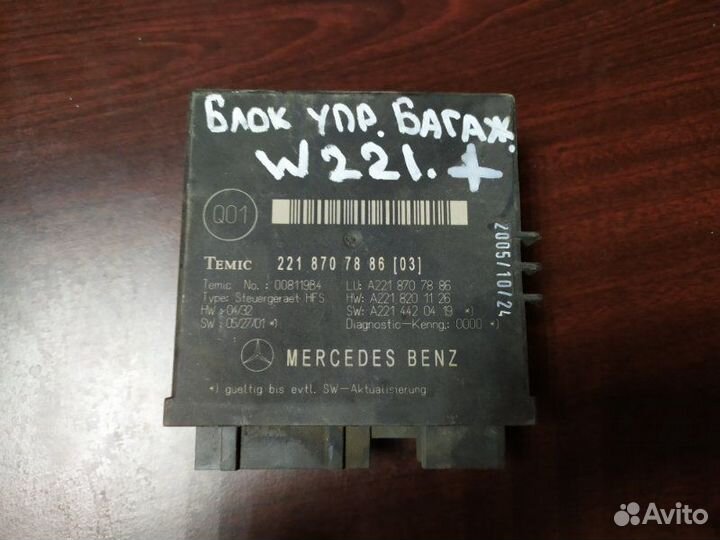 БЛОК УПР. БАГАЖ.
W221. +
Q01
TEMIC 221 870 78 86 [03]
Temic No.: 00811984 LU: A221 870 78 86
Type: Steuergeraet HFS HW: A221 820 11 26
HW : 04/32 SW: A221 442 04 19 *)
SW : 05/27/01 *) Diagnostic-Kenng.: 0000 *)
MERCEDES BENZ
*) gueltig bis evtl. SW-Aktualisierung
2005/10/24
Avito